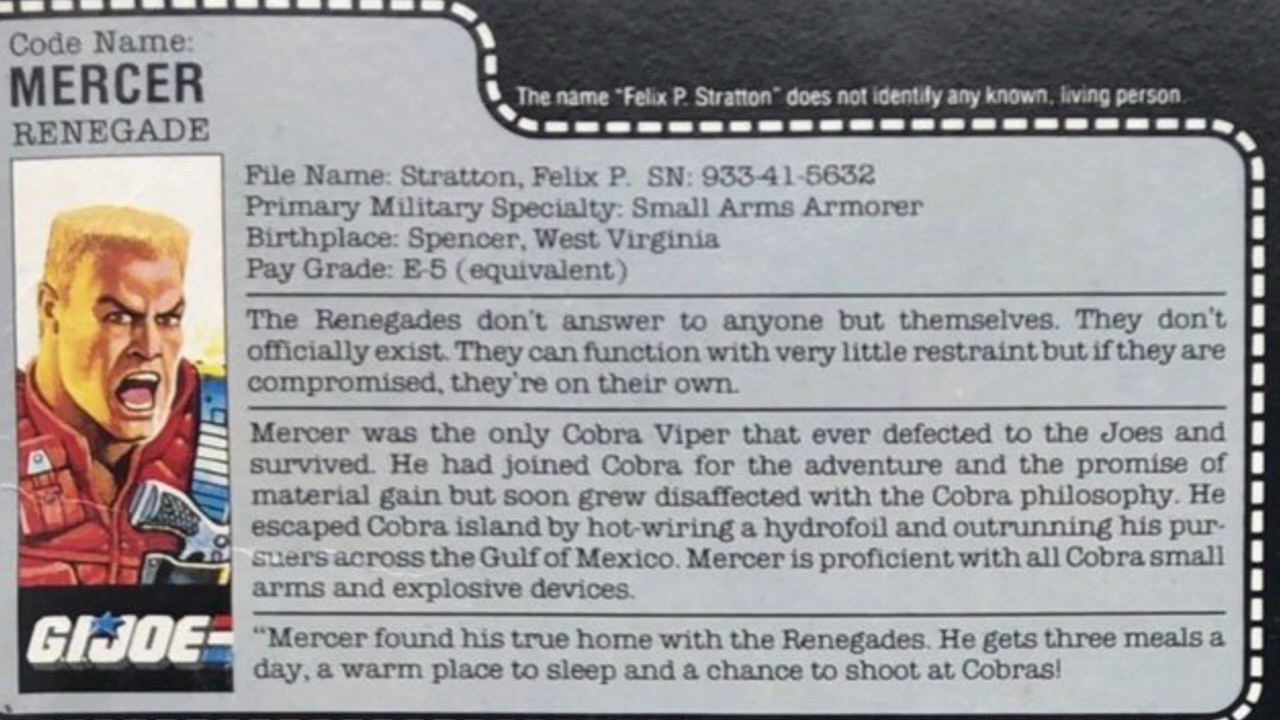 Code Name:
MERCER
RENEGADE
The name "Felix P. Stratton" does not identify any known, living person.
File Name: Stratton, Felix P. SN: 933-41-5632
Primary Military Specialty: Small Arms Armorer
Birthplace: Spencer, West Virginia
Pay Grade: E-5 (equivalent)
The Renegades don't answer to anyone but themselves. They don't
officially exist. They can function with very little restraint but if they are
compromised, they're on their own.
Mercer was the only Cobra Viper that ever defected to the Joes and
survived. He had joined Cobra for the adventure and the promise of
material gain but soon grew disaffected with the Cobra philosophy. He
escaped Cobra island by hot-wiring a hydrofoil and outrunning his pur-
suers across the Gulf of Mexico. Mercer is proficient with all Cobra small
arms and explosive devices.
"Mercer found his true home with the Renegades. He gets three meals a
day, a warm place to sleep and a chance to shoot at Cobras!
GI JOE